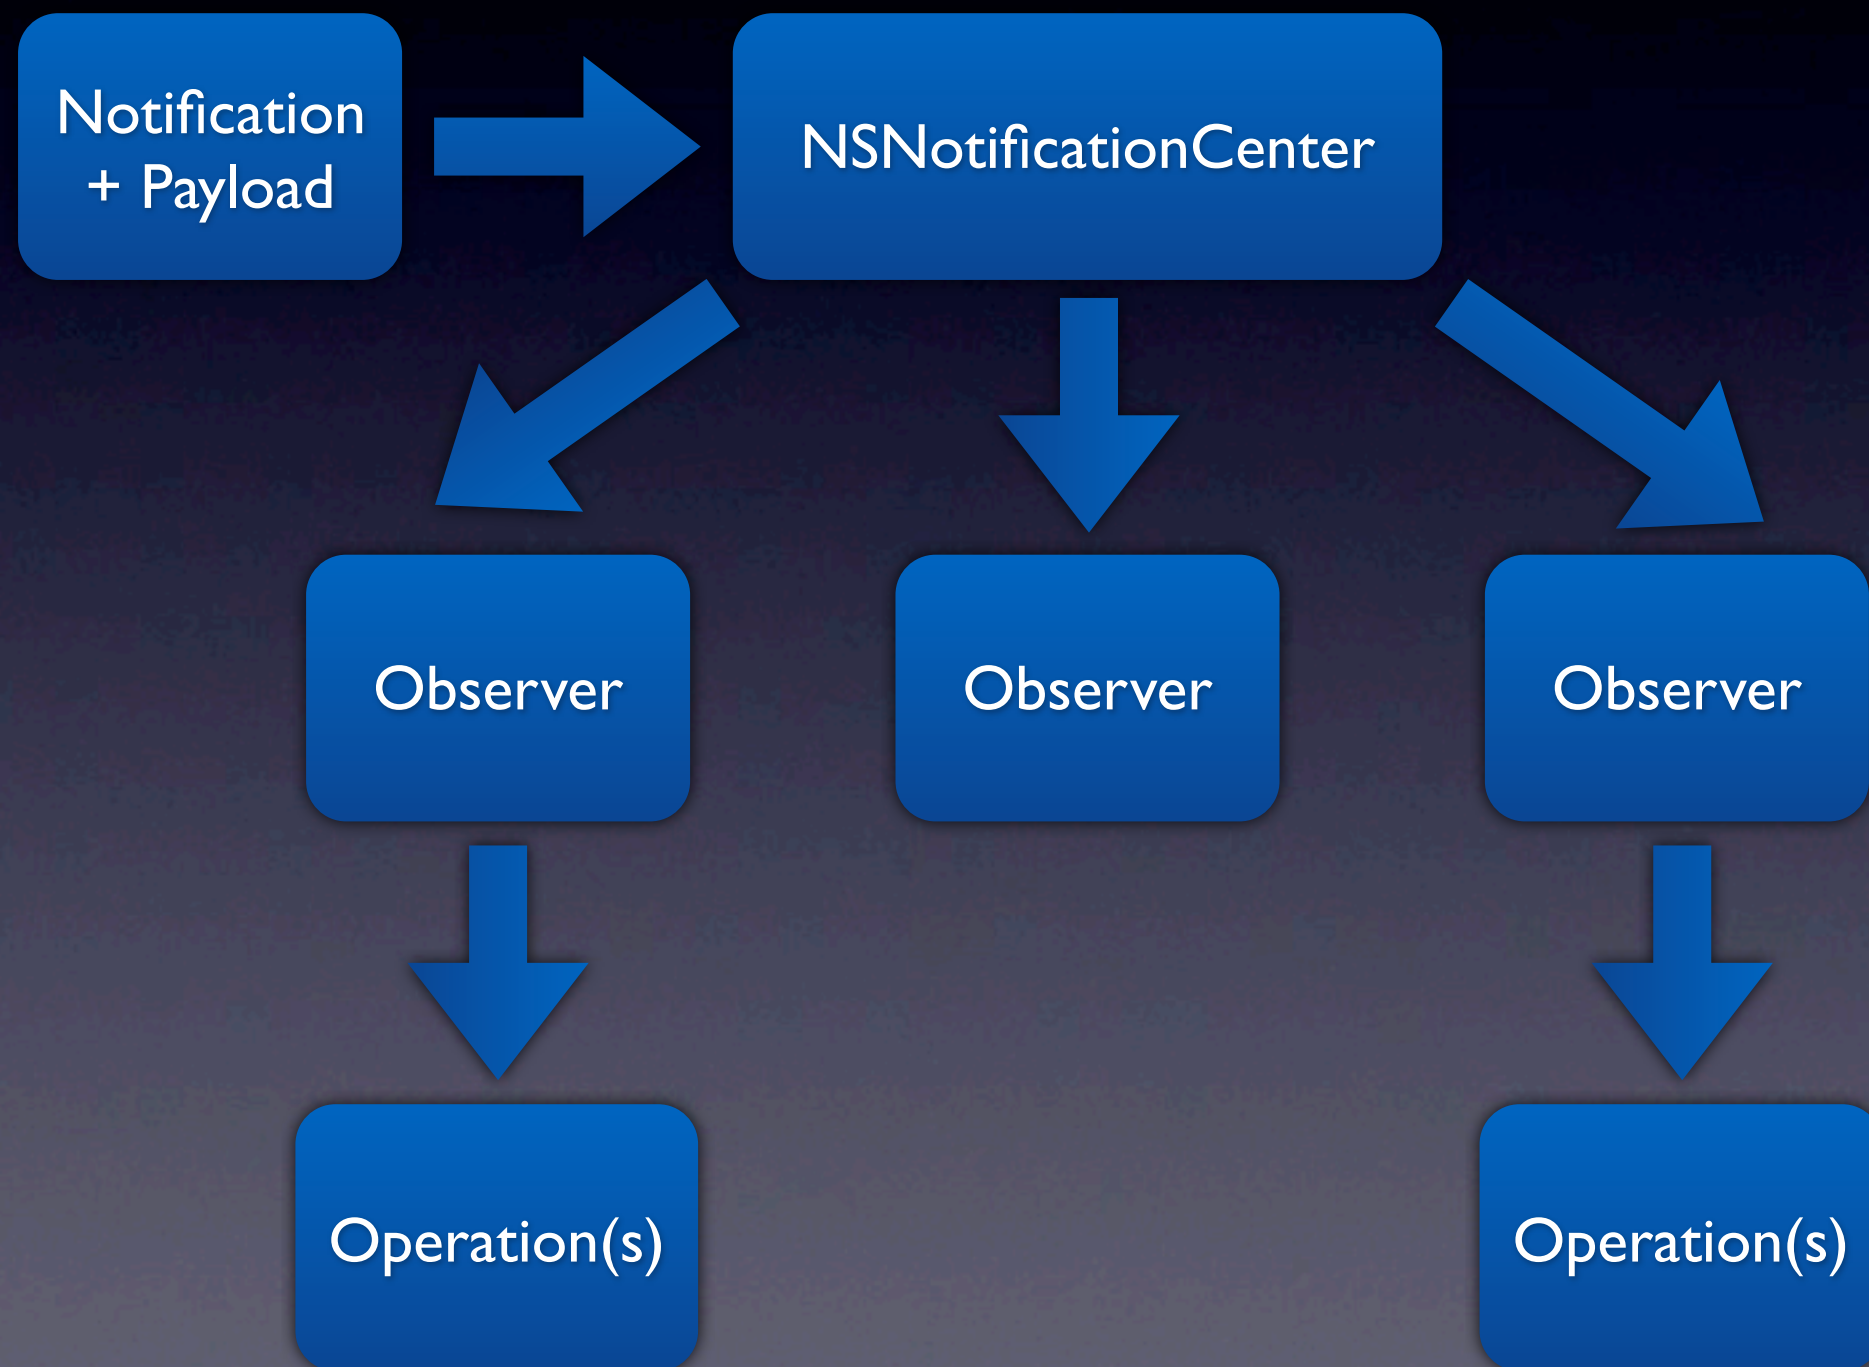 Notification
+ Payload
NSNotificationCenter
Observer
Observer
Observer
Operation(s)
Operation(s)